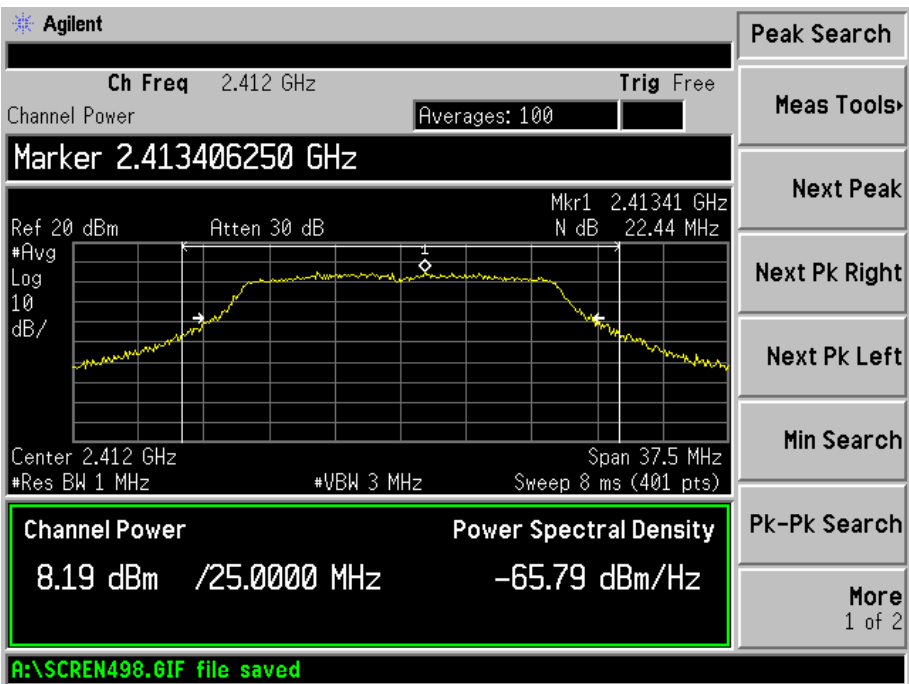 Agilent
Peak Search
Ch Freq 2.412 GHz Trig Free
Channel Power Averages: 100
Meas Tools
Marker 2.413406250 GHz
Next Peak
Mkr1 2.41341 GHz
Ref 20 dBm Atten 30 dB N dB 22.44 MHz
#Avg
Log
10
dB/
1
Next Pk Right
Next Pk Left
Center 2.412 GHz Span 37.5 MHz
#Res BW 1 MHz #VBW 3 MHz Sweep 8 ms (401 pts)
Min Search
Channel Power Power Spectral Density
8.19 dBm /25.0000 MHz -65.79 dBm/Hz
Pk-Pk Search
More
1 of 2
A:\SCREN498.GIF file saved